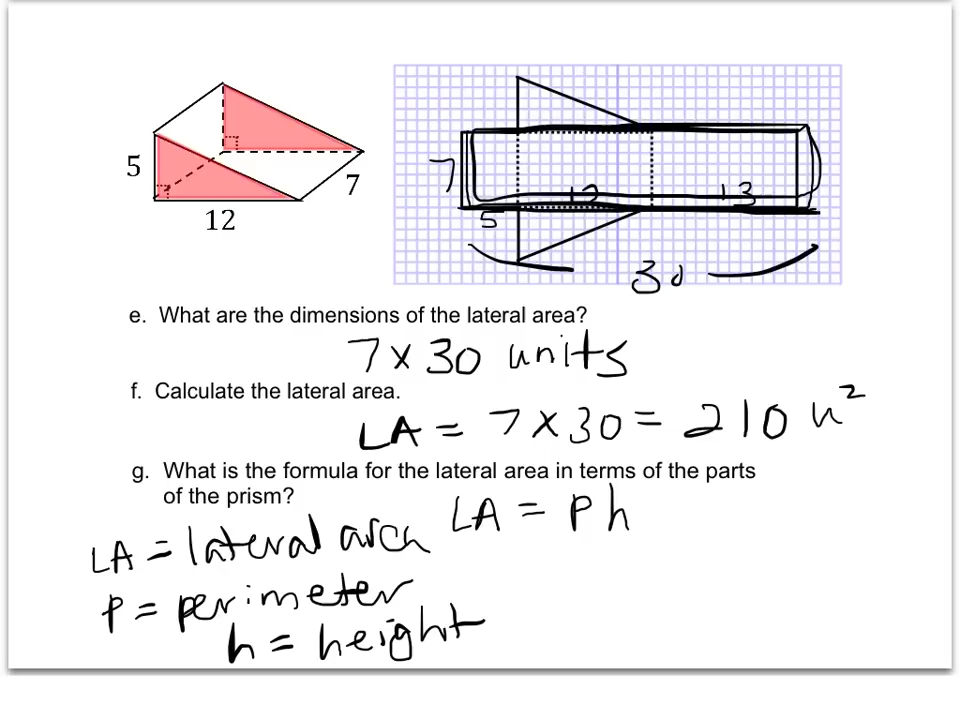 5
7
12
7
12
13
5
30
e. What are the dimensions of the lateral area?
7 x 30 units
f. Calculate the lateral area.
LA = 7 x 30 = 210 u²
g. What is the formula for the lateral area in terms of the parts
of the prism?
LA = Ph
LA = lateral area
P = perimeter
h = height